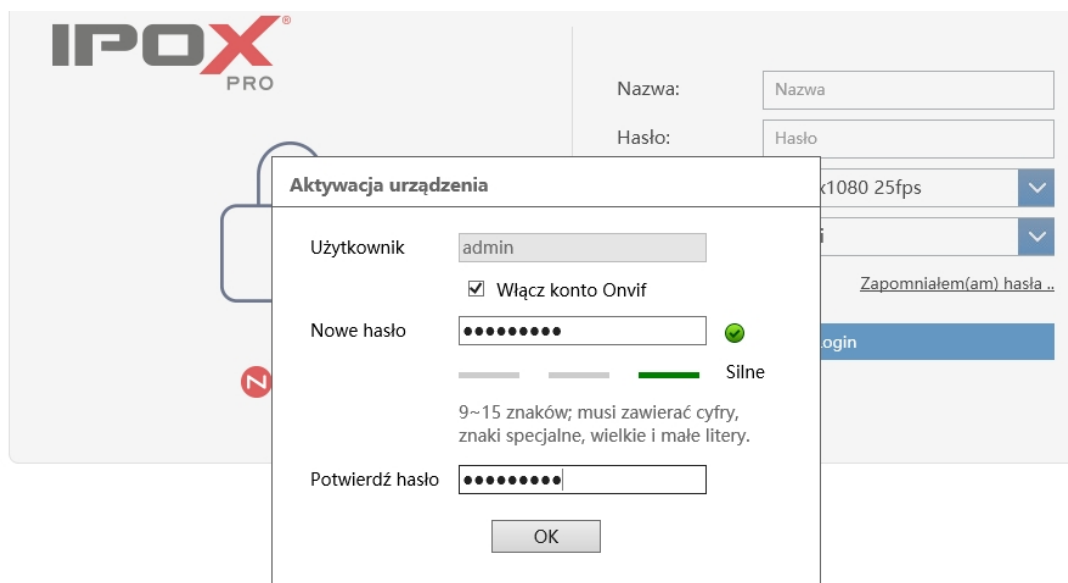 IPOX®
PRO
Nazwa:
Nazwa
Hasło:
Hasło
x1080 25fps
i
Zapomniałem(am) hasła ..
ogin
Aktywacja urządzenia
Użytkownik
admin
Włącz konto Onvif
Nowe hasło
●●●●●●●●●
Silne
9~15 znaków; musi zawierać cyfry,
znaki specjalne, wielkie i małe litery.
Potwierdź hasło
●●●●●●●●●
OK